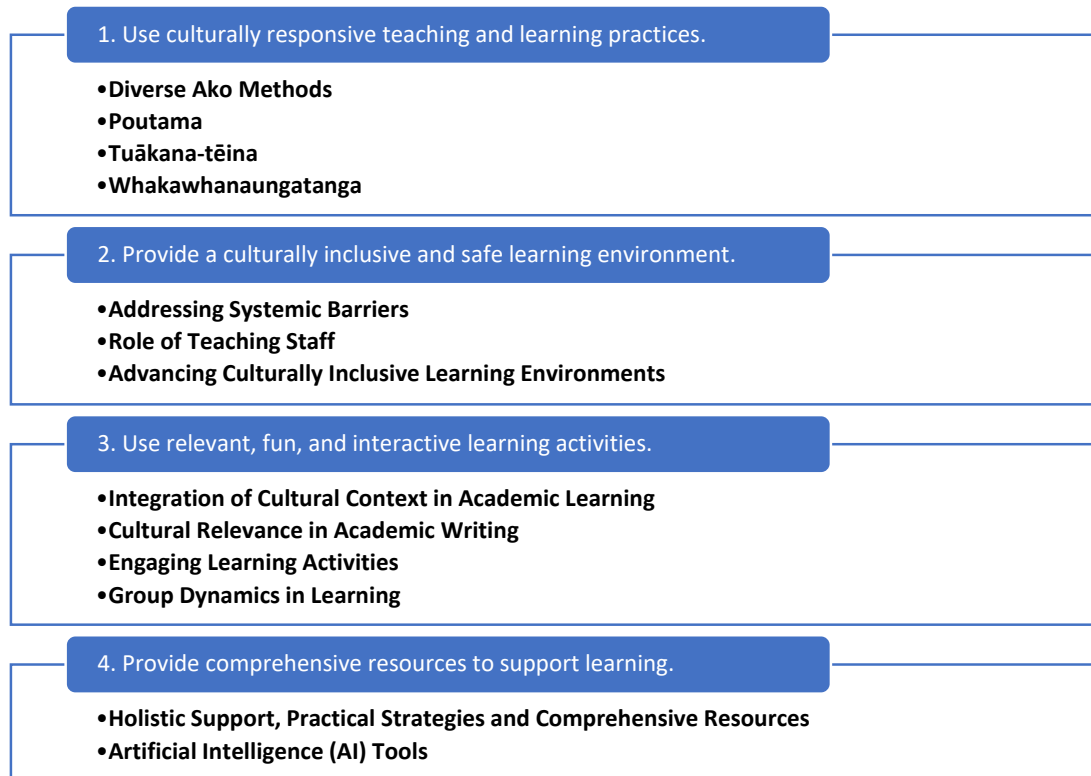 1. Use culturally responsive teaching and learning practices.
•Diverse Ako Methods
•Poutama
•Tuākana-tēina
•Whakawhanaungatanga
2. Provide a culturally inclusive and safe learning environment.
•Addressing Systemic Barriers
•Role of Teaching Staff
•Advancing Culturally Inclusive Learning Environments
3. Use relevant, fun, and interactive learning activities.
•Integration of Cultural Context in Academic Learning
•Cultural Relevance in Academic Writing
•Engaging Learning Activities
•Group Dynamics in Learning
4. Provide comprehensive resources to support learning.
•Holistic Support, Practical Strategies and Comprehensive Resources
•Artificial Intelligence (AI) Tools